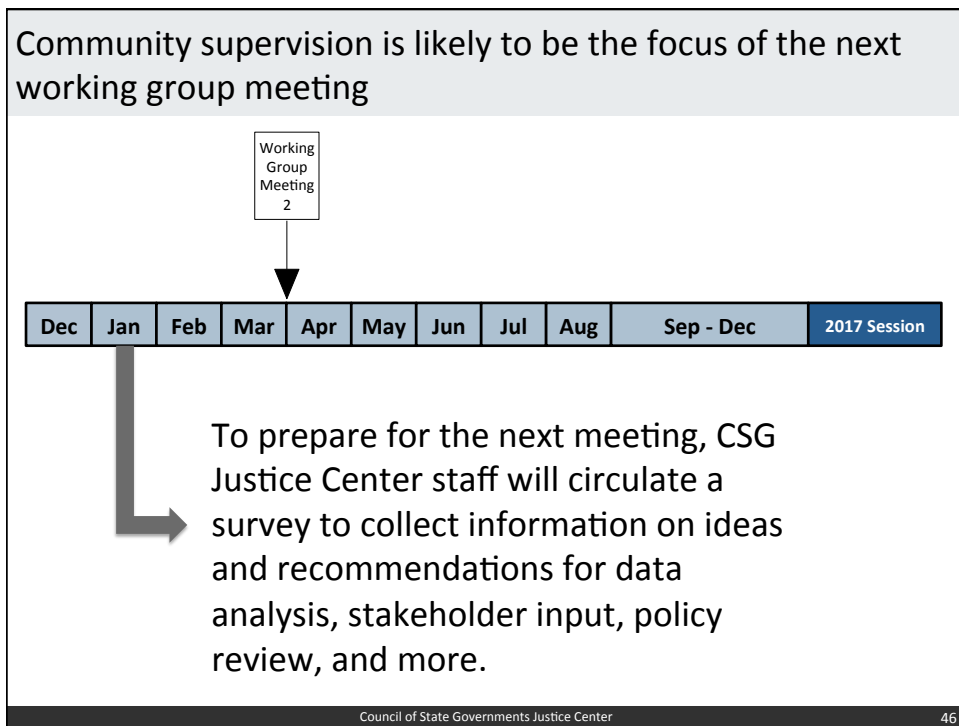 Community supervision is likely to be the focus of the next
working group meeting
Working
Group
Meeting
2
Dec Jan Feb Mar Apr May Jun Jul Aug Sep - Dec 2017 Session
To prepare for the next meeting, CSG
Justice Center staff will circulate a
survey to collect information on ideas
and recommendations for data
analysis, stakeholder input, policy
review, and more.
Council of State Governments Justice Center 46